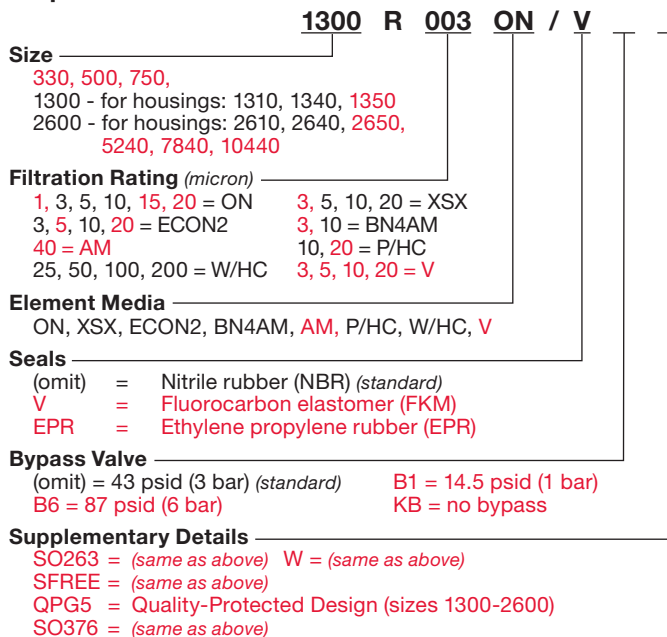 1300 R 003 ON / V
Size
330, 500, 750,
1300 - for housings: 1310, 1340, 1350
2600 - for housings: 2610, 2640, 2650,
5240, 7840, 10440
Filtration Rating (micron)
1, 3, 5, 10, 15, 20 = ON 3, 5, 10, 20 = XSX
3, 5, 10, 20 = ECON2 3, 10 = BN4AM
40 = AM 10, 20 = P/HC
25, 50, 100, 200 = W/HC 3, 5, 10, 20 = V
Element Media
ON, XSX, ECON2, BN4AM, AM, P/HC, W/HC, V
Seals
(omit) = Nitrile rubber (NBR) (standard)
V = Fluorocarbon elastomer (FKM)
EPR = Ethylene propylene rubber (EPR)
Bypass Valve
(omit) = 43 psid (3 bar) (standard) B1 = 14.5 psid (1 bar)
B6 = 87 psid (6 bar) KB = no bypass
Supplementary Details
SO263 = (same as above) W = (same as above)
SFREE = (same as above)
QPG5 = Quality-Protected Design (sizes 1300-2600)
SO376 = (same as above)